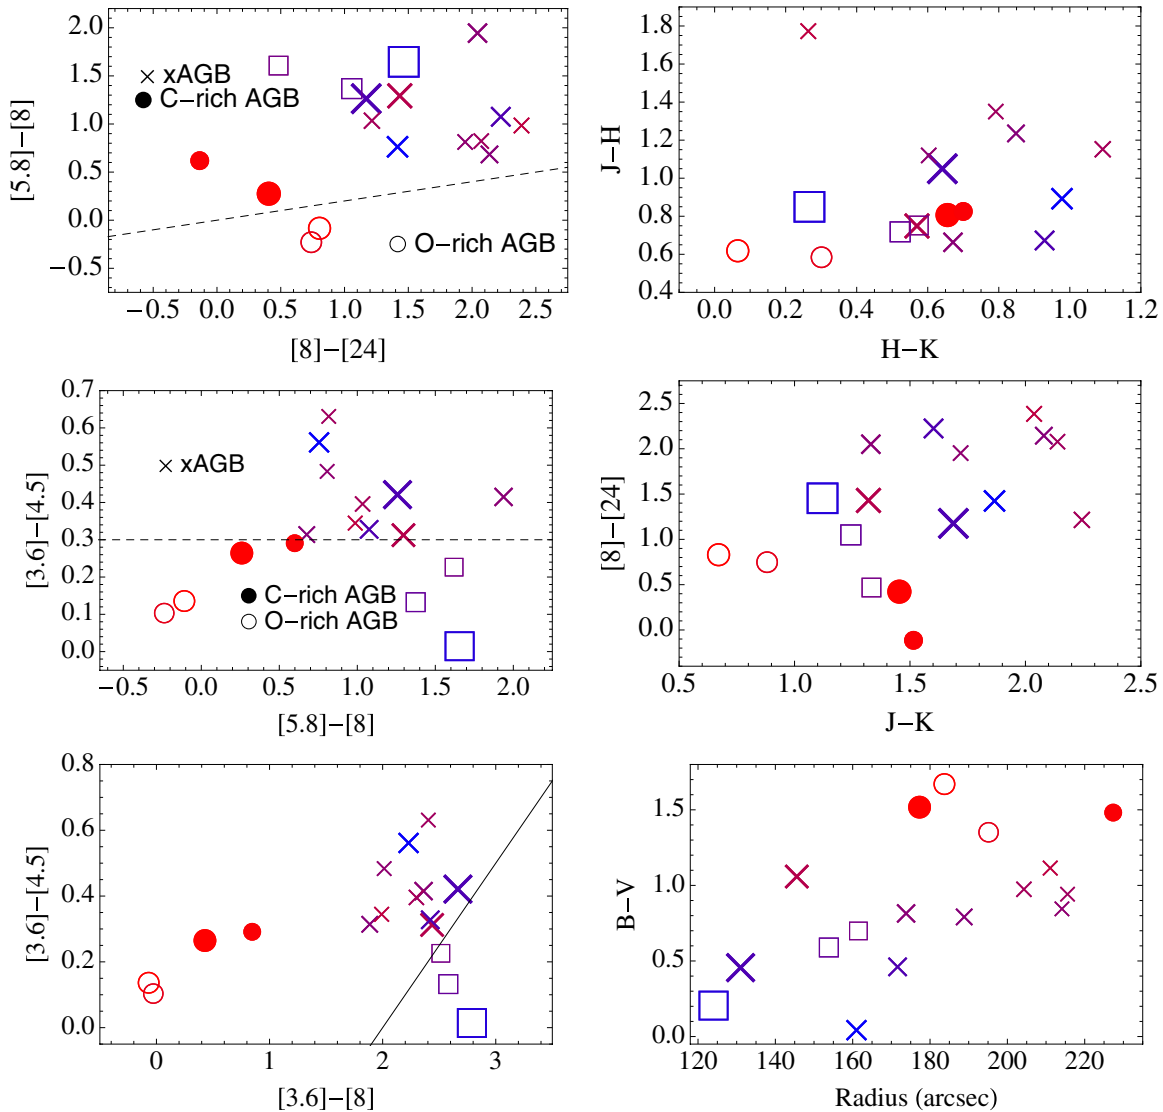 2.0
1.5
1.0
0.5
0.0
−0.5
[5.8]−[8]
xAGB
C−rich AGB
O−rich AGB
−0.5 0.0 0.5 1.0 1.5 2.0 2.5
[8]−[24]
1.8
1.6
1.4
1.2
1.0
0.8
0.6
0.4
J−H
0.0 0.2 0.4 0.6 0.8 1.0 1.2
H−K
0.7
0.6
0.5
0.4
0.3
0.2
0.1
0.0
[3.6]−[4.5]
xAGB
C−rich AGB
O−rich AGB
−0.5 0.0 0.5 1.0 1.5 2.0
[5.8]−[8]
2.5
2.0
1.5
1.0
0.5
0.0
[8]−[24]
0.5 1.0 1.5 2.0 2.5
J−K
0.8
0.6
0.4
0.2
0.0
[3.6]−[4.5]
0 1 2 3
[3.6]−[8]
1.5
1.0
0.5
0.0
B−V
120 140 160 180 200 220
Radius (arcsec)